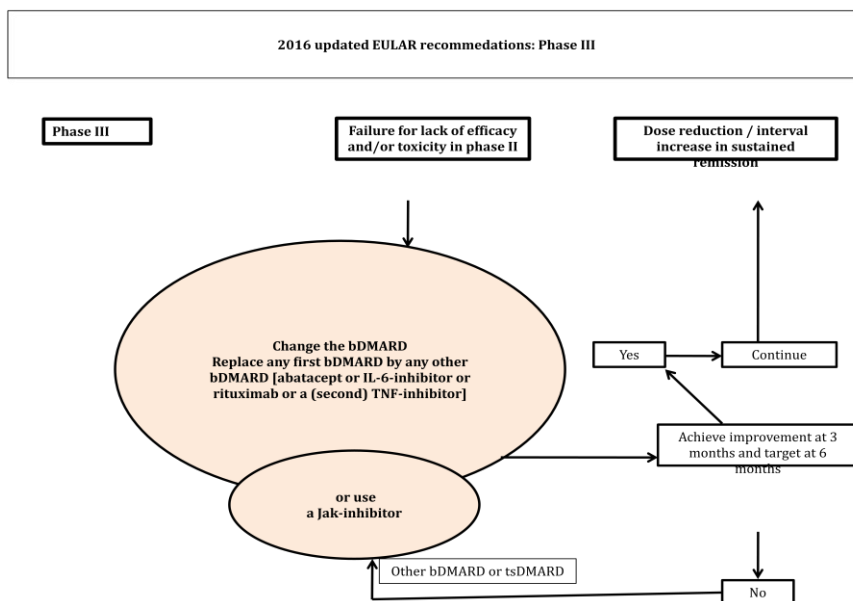 2016 updated EULAR recommedations: Phase III
Phase III
Failure for lack of efficacy
and/or toxicity in phase II
Dose reduction / interval
increase in sustained
remission
Change the bDMARD
Replace any first bDMARD by any other
bDMARD [abatacept or IL-6-inhibitor or
rituximab or a (second) TNF-inhibitor]
Yes
Continue
Achieve improvement at 3
months and target at 6
months
or use
a Jak-inhibitor
Other bDMARD or tsDMARD
No